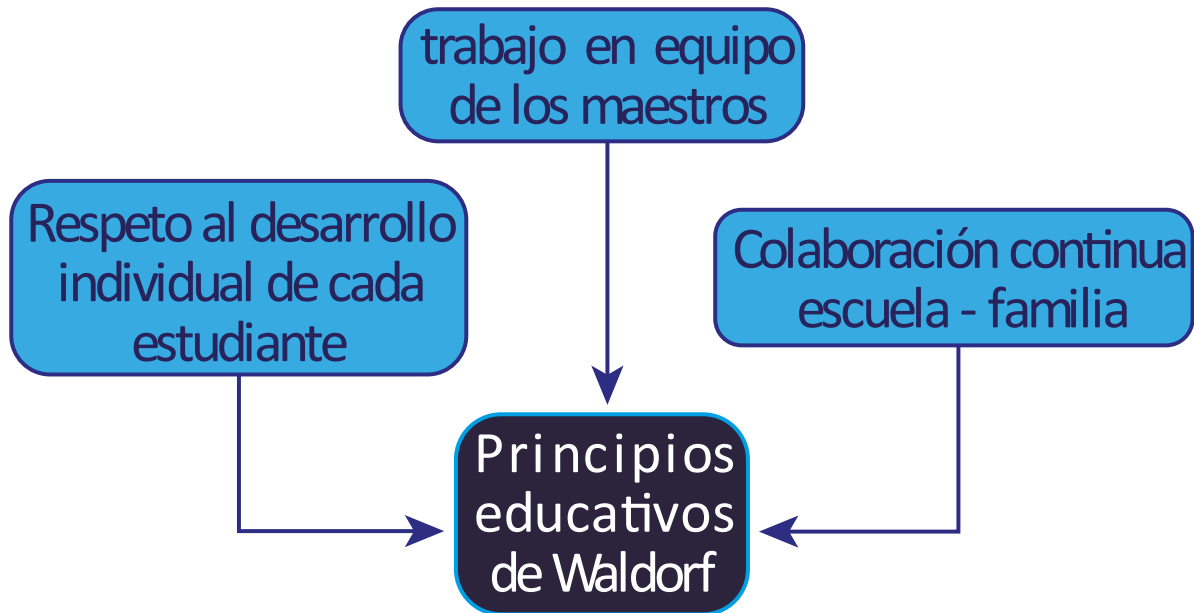 trabajo en equipo
de los maestros
Respeto al desarrollo
individual de cada
estudiante
Colaboración continua
escuela - familia
Principios
educativos
de Waldorf